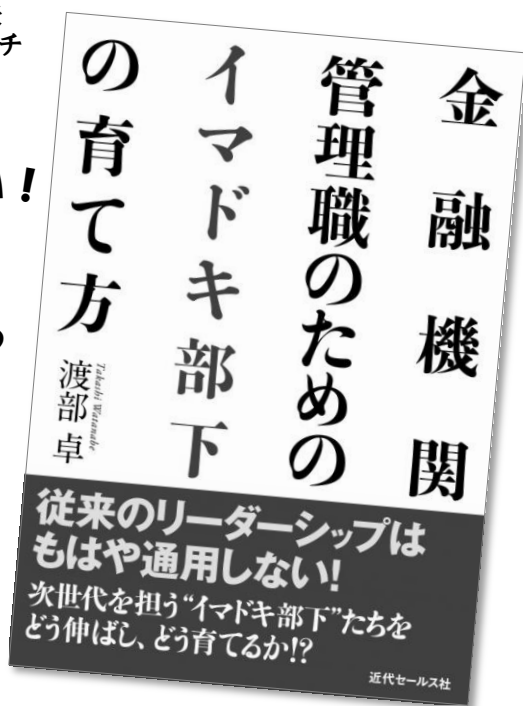 チ
！
金融機関
管理職のための
イマドキ部下
の育て方
渡部 卓
Takashi Watanabe
従来のリーダーシップは
もはや通用しない！
次世代を担う“イマドキ部下”たちを
どう伸ばし、どう育てるか!?
近代セールス社